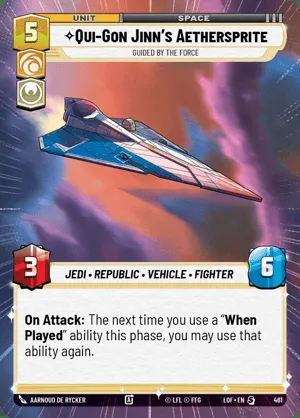 5
UNIT SPACE
✧Qui-Gon Jinn's Aethersprite
GUIDED BY THE FORCE
3
6
JEDI • REPUBLIC • VEHICLE • FIGHTER
On Attack: The next time you use a "When
Played" ability this phase, you may use that
ability again.
AARNOUD DE RYCKER © LFL © FFG LOF • EN 461